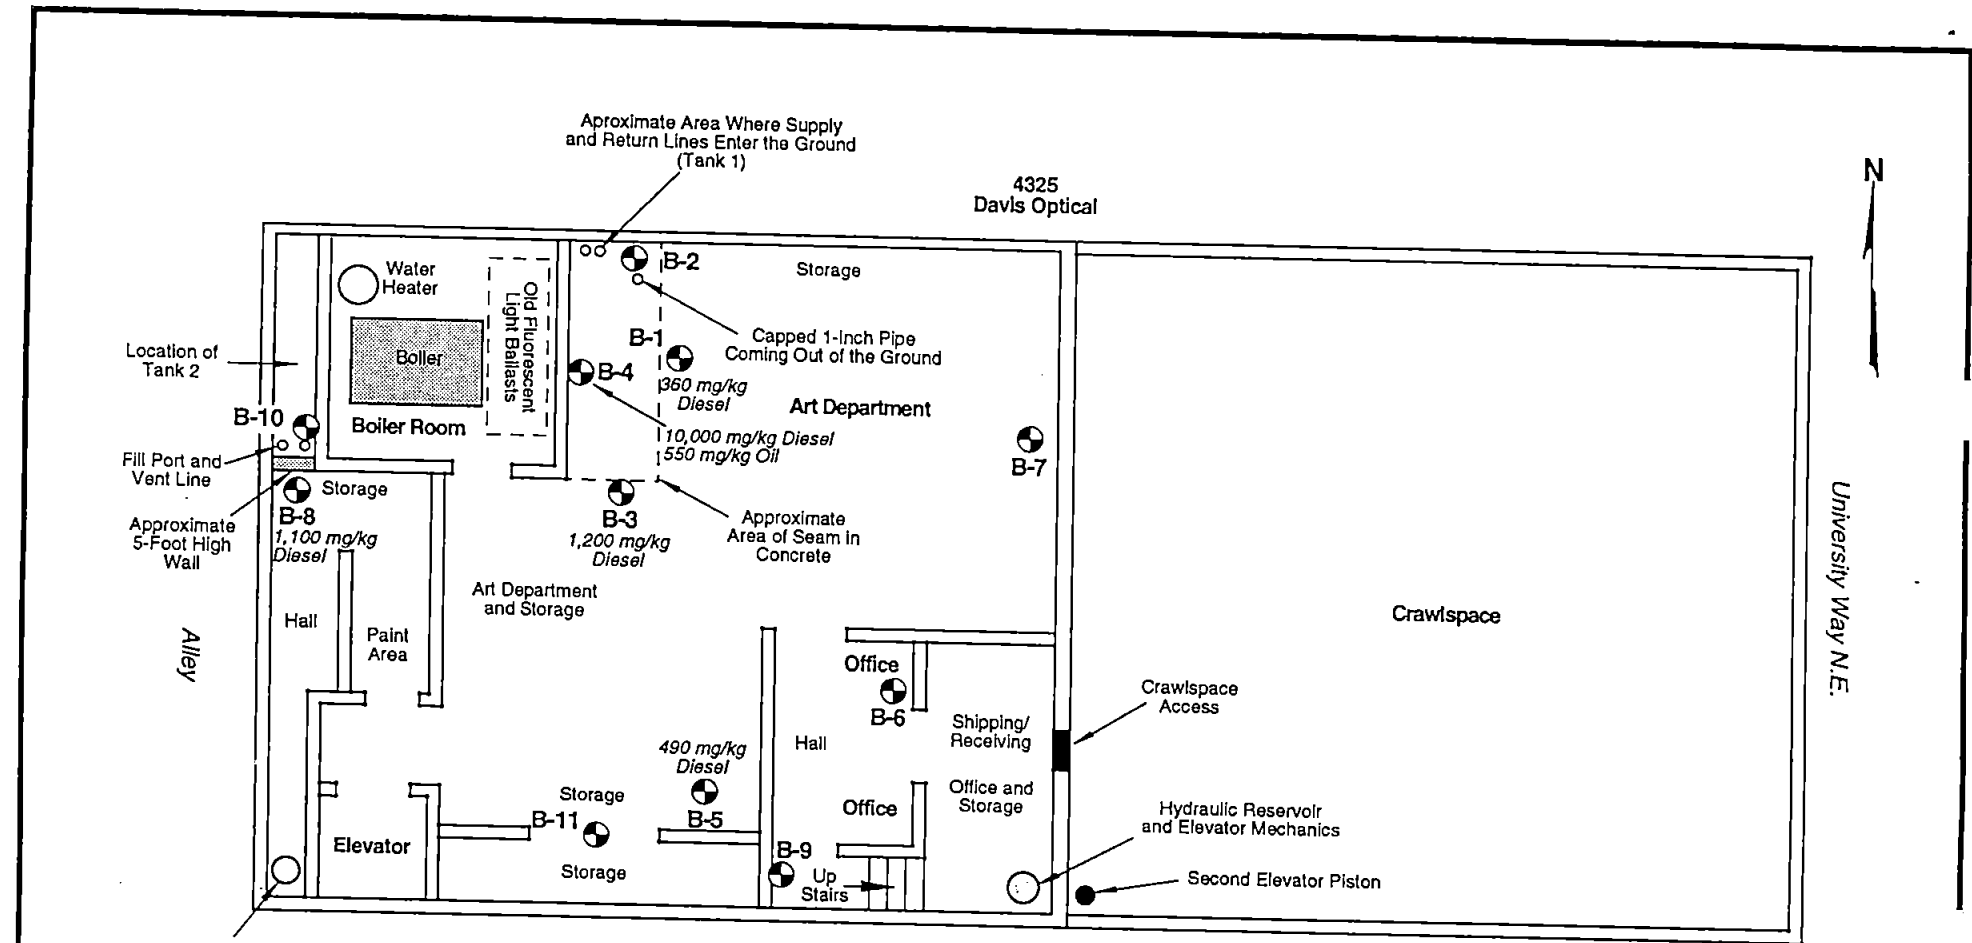 Aproximate Area Where Supply
and Return Lines Enter the Ground
(Tank 1)
4325
Davis Optical
N
Water
Heater
Old Fluorescent
Light Ballasts
B-2
Storage
Capped 1-Inch Pipe
Coming Out of the Ground
B-1
360 mg/kg
Diesel
Location of
Tank 2
Boiler
B-4
Art Department
10,000 mg/kg Diesel
550 mg/kg Oil
B-10
Boiler Room
B-7
Fill Port and
Vent Line
Storage
B-8
1,100 mg/kg
Diesel
B-3
1,200 mg/kg
Diesel
Approximate
Area of Seam in
Concrete
Approximate
5-Foot High
Wall
University Way N.E.
Art Department
and Storage
Hall
Paint
Area
Alley
Crawlspace
Office
B-6
Crawlspace
Access
Shipping/
Receiving
Hall
490 mg/kg
Diesel
B-5
Storage
B-11
Office
Office and
Storage
Hydraulic Reservoir
and Elevator Mechanics
Elevator
Storage
B-9
Up
Stairs
Second Elevator Piston